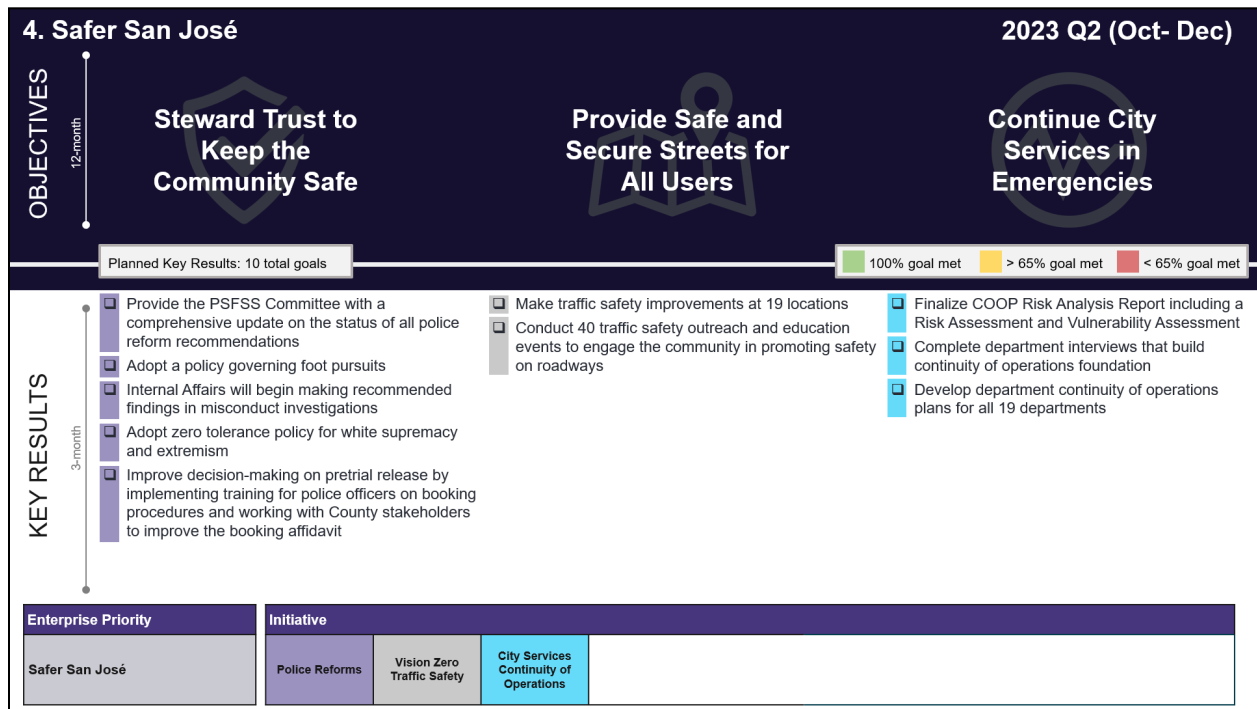 4. Safer San José
2023 Q2 (Oct- Dec)
OBJECTIVES
12-month
Steward Trust to
Keep the
Community Safe
Provide Safe and
Secure Streets for
All Users
Continue City
Services in
Emergencies
Planned Key Results: 10 total goals
100% goal met
> 65% goal met
< 65% goal met
KEY RESULTS
3-month
Provide the PSFSS Committee with a
comprehensive update on the status of all police
reform recommendations
Adopt a policy governing foot pursuits
Internal Affairs will begin making recommended
findings in misconduct investigations
Adopt zero tolerance policy for white supremacy
and extremism
Improve decision-making on pretrial release by
implementing training for police officers on booking
procedures and working with County stakeholders
to improve the booking affidavit
Make traffic safety improvements at 19 locations
Conduct 40 traffic safety outreach and education
events to engage the community in promoting safety
on roadways
Finalize COOP Risk Analysis Report including a
Risk Assessment and Vulnerability Assessment
Complete department interviews that build
continuity of operations foundation
Develop department continuity of operations
plans for all 19 departments
Enterprise Priority
Initiative
Safer San José
Police Reforms
Vision Zero
Traffic Safety
City Services
Continuity of
Operations